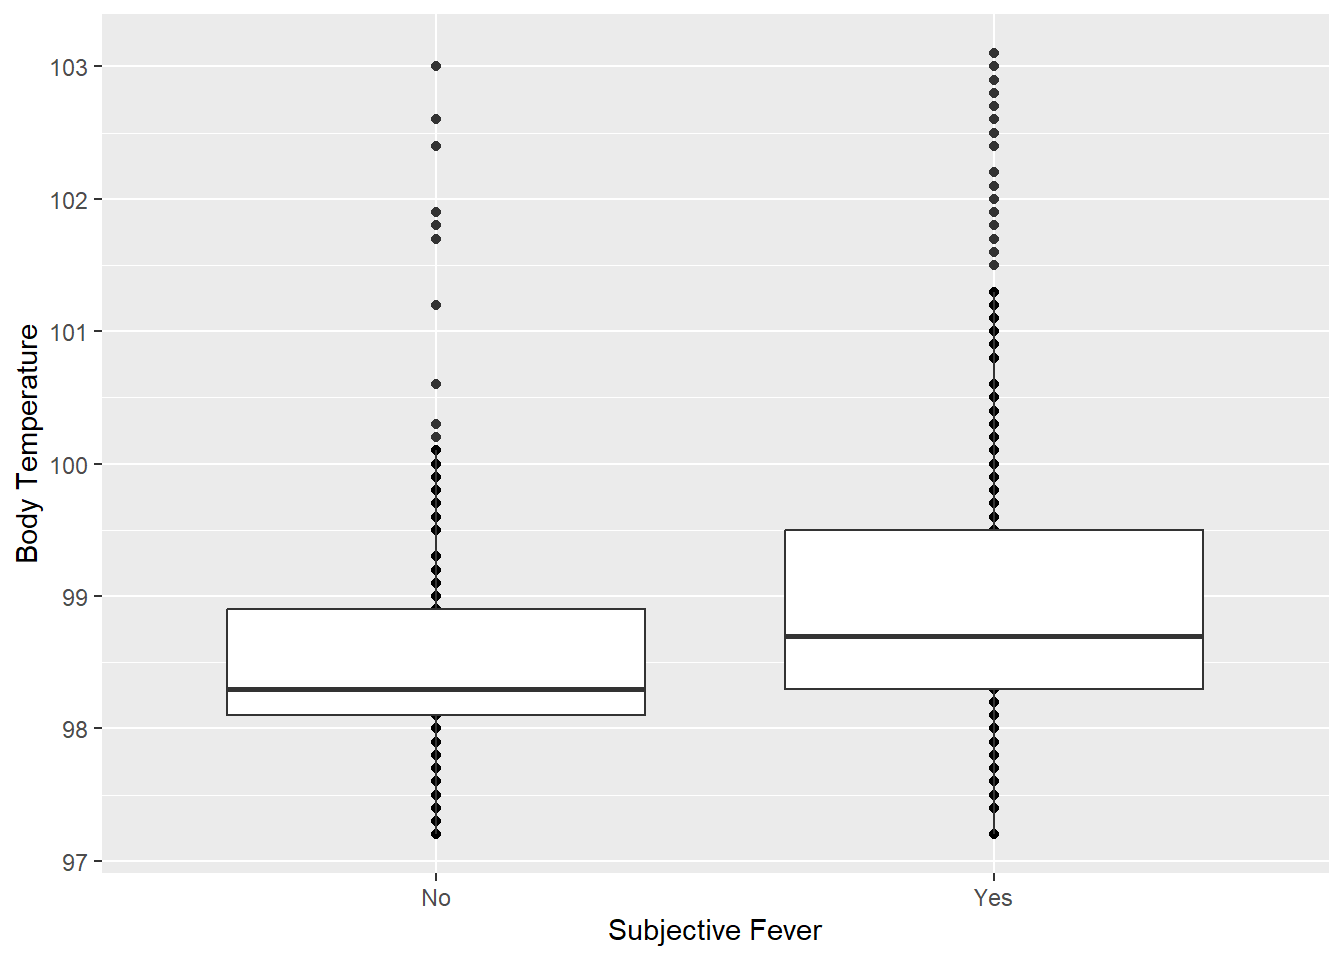 103
102
101
100
99
98
97
Body Temperature
No
Yes
Subjective Fever